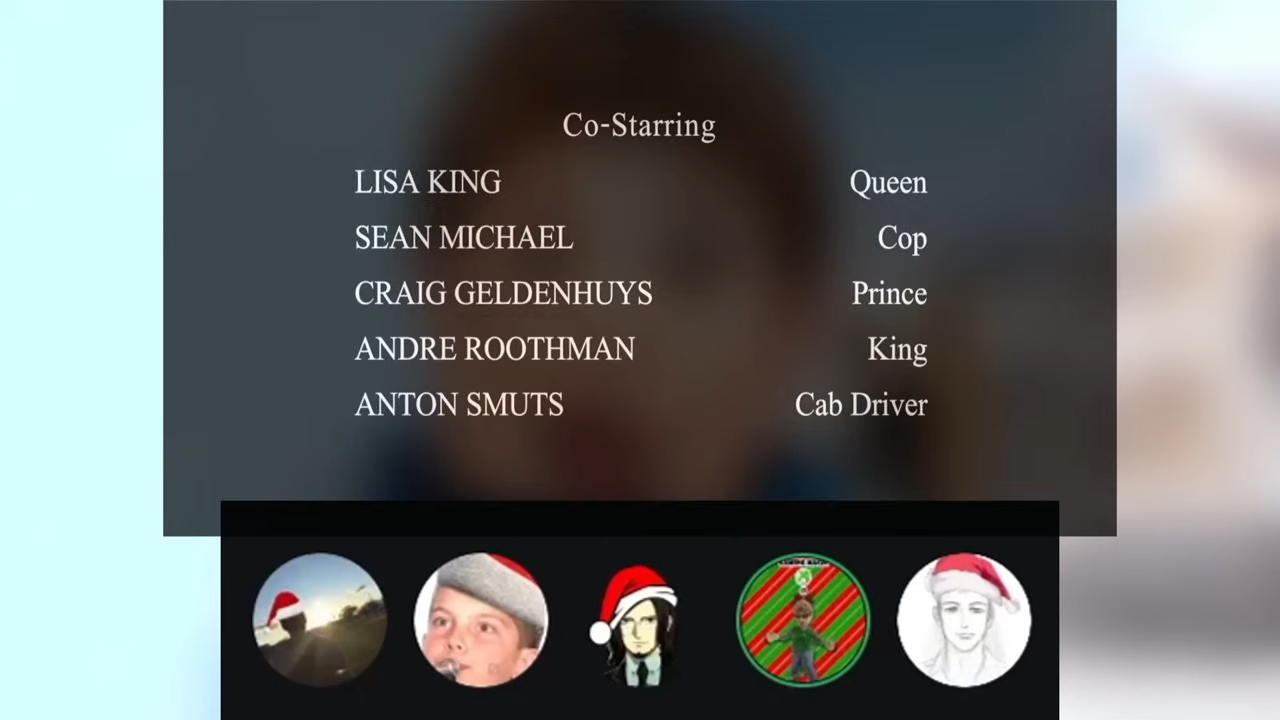 Co-Starring
LISA KING Queen
SEAN MICHAEL Cop
CRAIG GELDENHUYS Prince
ANDRE ROOTHMAN King
ANTON SMUTS Cab Driver